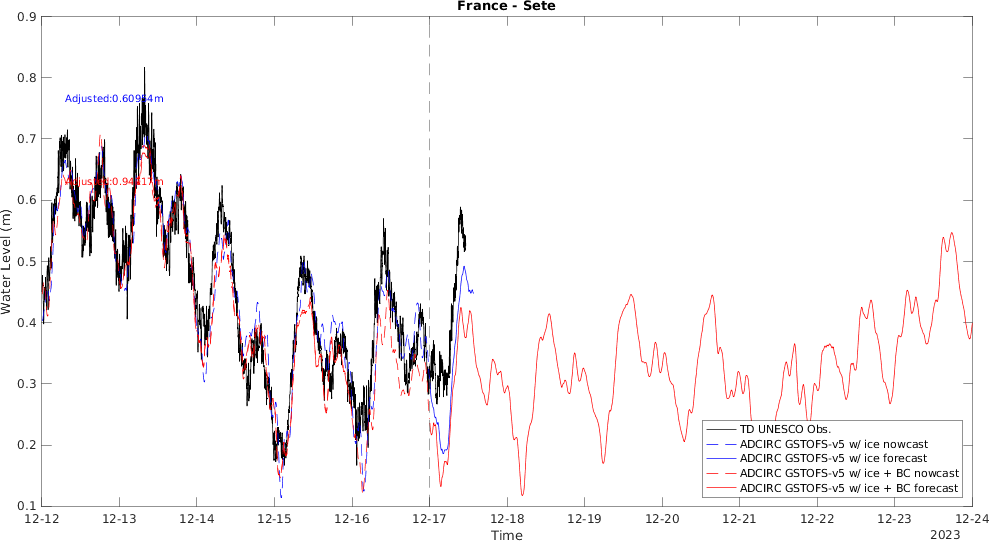 France - Sete
0.9
0.8
0.7
0.6
0.5
0.4
0.3
0.2
0.1
Water Level (m)
Adjusted:0.60954m
TD UNESCO Obs.
ADCIRC GSTOFS-v5 w/ ice nowcast
ADCIRC GSTOFS-v5 w/ ice forecast
ADCIRC GSTOFS-v5 w/ ice + BC nowcast
ADCIRC GSTOFS-v5 w/ ice + BC forecast
12-12 12-13 12-14 12-15 12-16 12-17 12-18 12-19 12-20 12-21 12-22 12-23 12-24
Time
2023